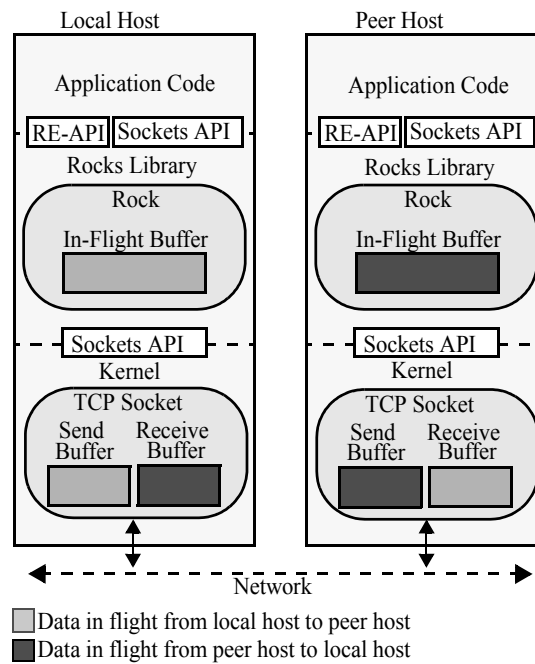 Local Host
Application Code
RE-API
Sockets API
Rocks Library
Rock
In-Flight Buffer
Sockets API
Kernel
TCP Socket
Send Buffer
Receive Buffer
Peer Host
Application Code
RE-API
Sockets API
Rocks Library
Rock
In-Flight Buffer
Sockets API
Kernel
TCP Socket
Send Buffer
Receive Buffer
Network
Data in flight from local host to peer host
Data in flight from peer host to local host